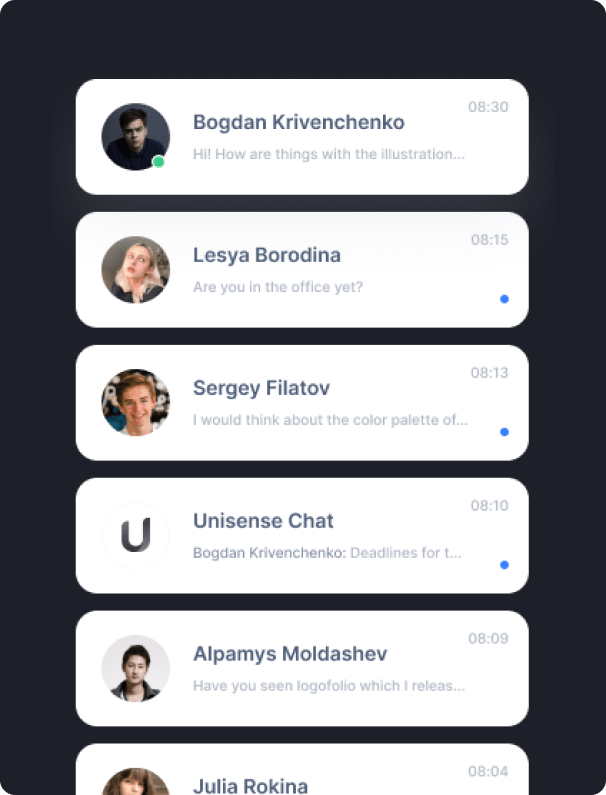 08:30
Bogdan Krivenchenko
Hi! How are things with the illustration...
08:15
Lesya Borodina
Are you in the office yet?
08:13
Sergey Filatov
I would think about the color palette of...
08:10
Unisense Chat
Bogdan Krivenchenko: Deadlines for t...
08:09
Alpamys Moldashev
Have you seen logofolio which I releas...
08:04
Julia Rokina